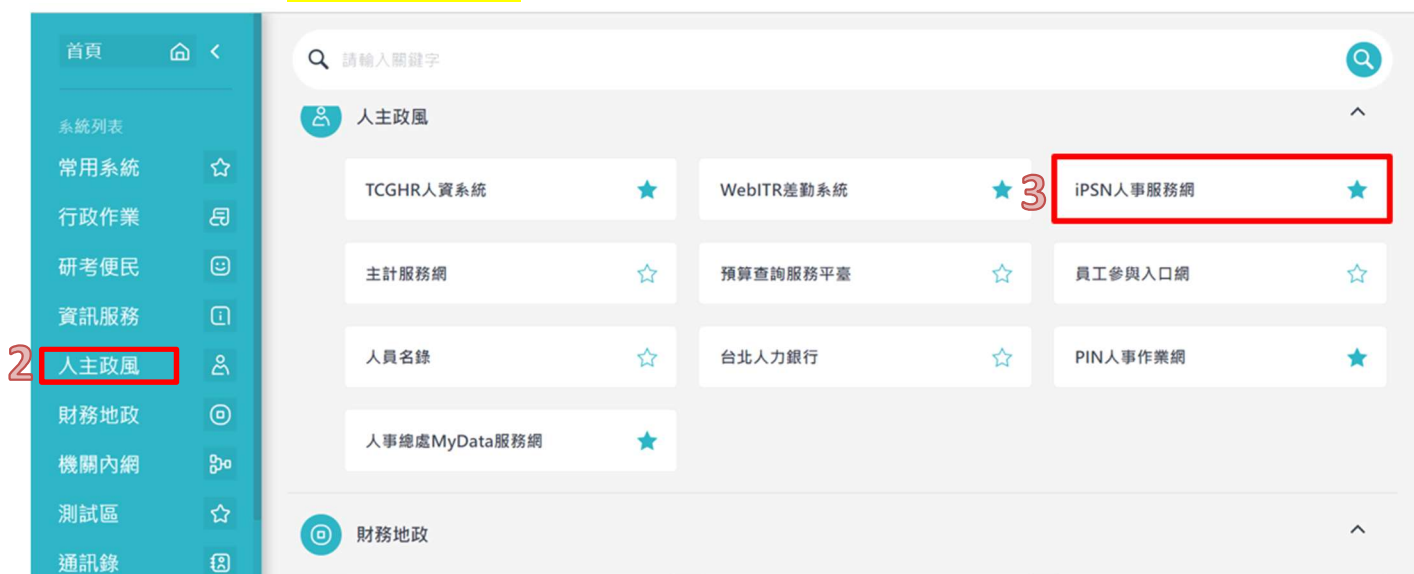 首頁
請輸入關鍵字
系統列表
常用系統
行政作業
研考便民
資訊服務
2 人主政風
財務地政
機關內網
測試區
通訊錄
人主政風
TCGHR人資系統
WebITR差勤系統
3 iPSN人事服務網
主計服務網
預算查詢服務平臺
員工參與入口網
人員名錄
台北人力銀行
PIN人事作業網
人事總處MyData服務網
財務地政